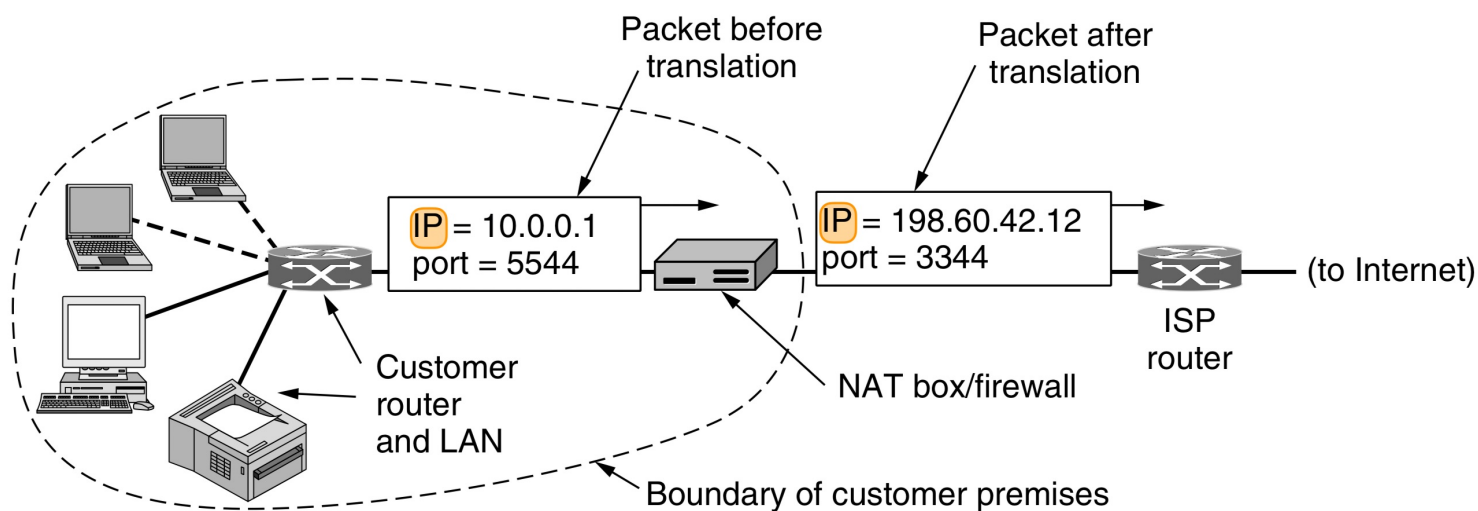 Packet before
translation
Packet after
translation
IP = 10.0.0.1
port = 5544
IP = 198.60.42.12
port = 3344
(to Internet)
ISP
router
Customer
router
and LAN
NAT box/firewall
Boundary of customer premises